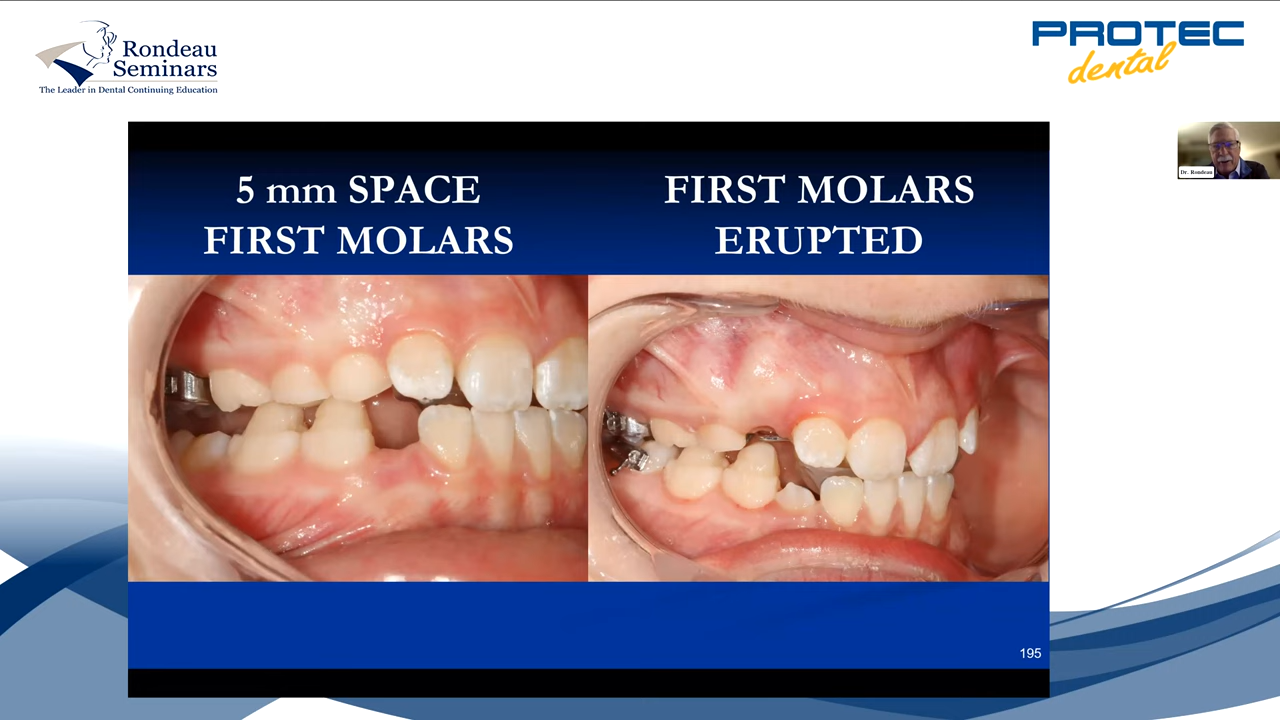 Rondeau
Seminars
The Leader in Dental Continuing Education
PROTEC
dental
Dr. Rondeau
5 mm SPACE
FIRST MOLARS
FIRST MOLARS
ERUPTED
195